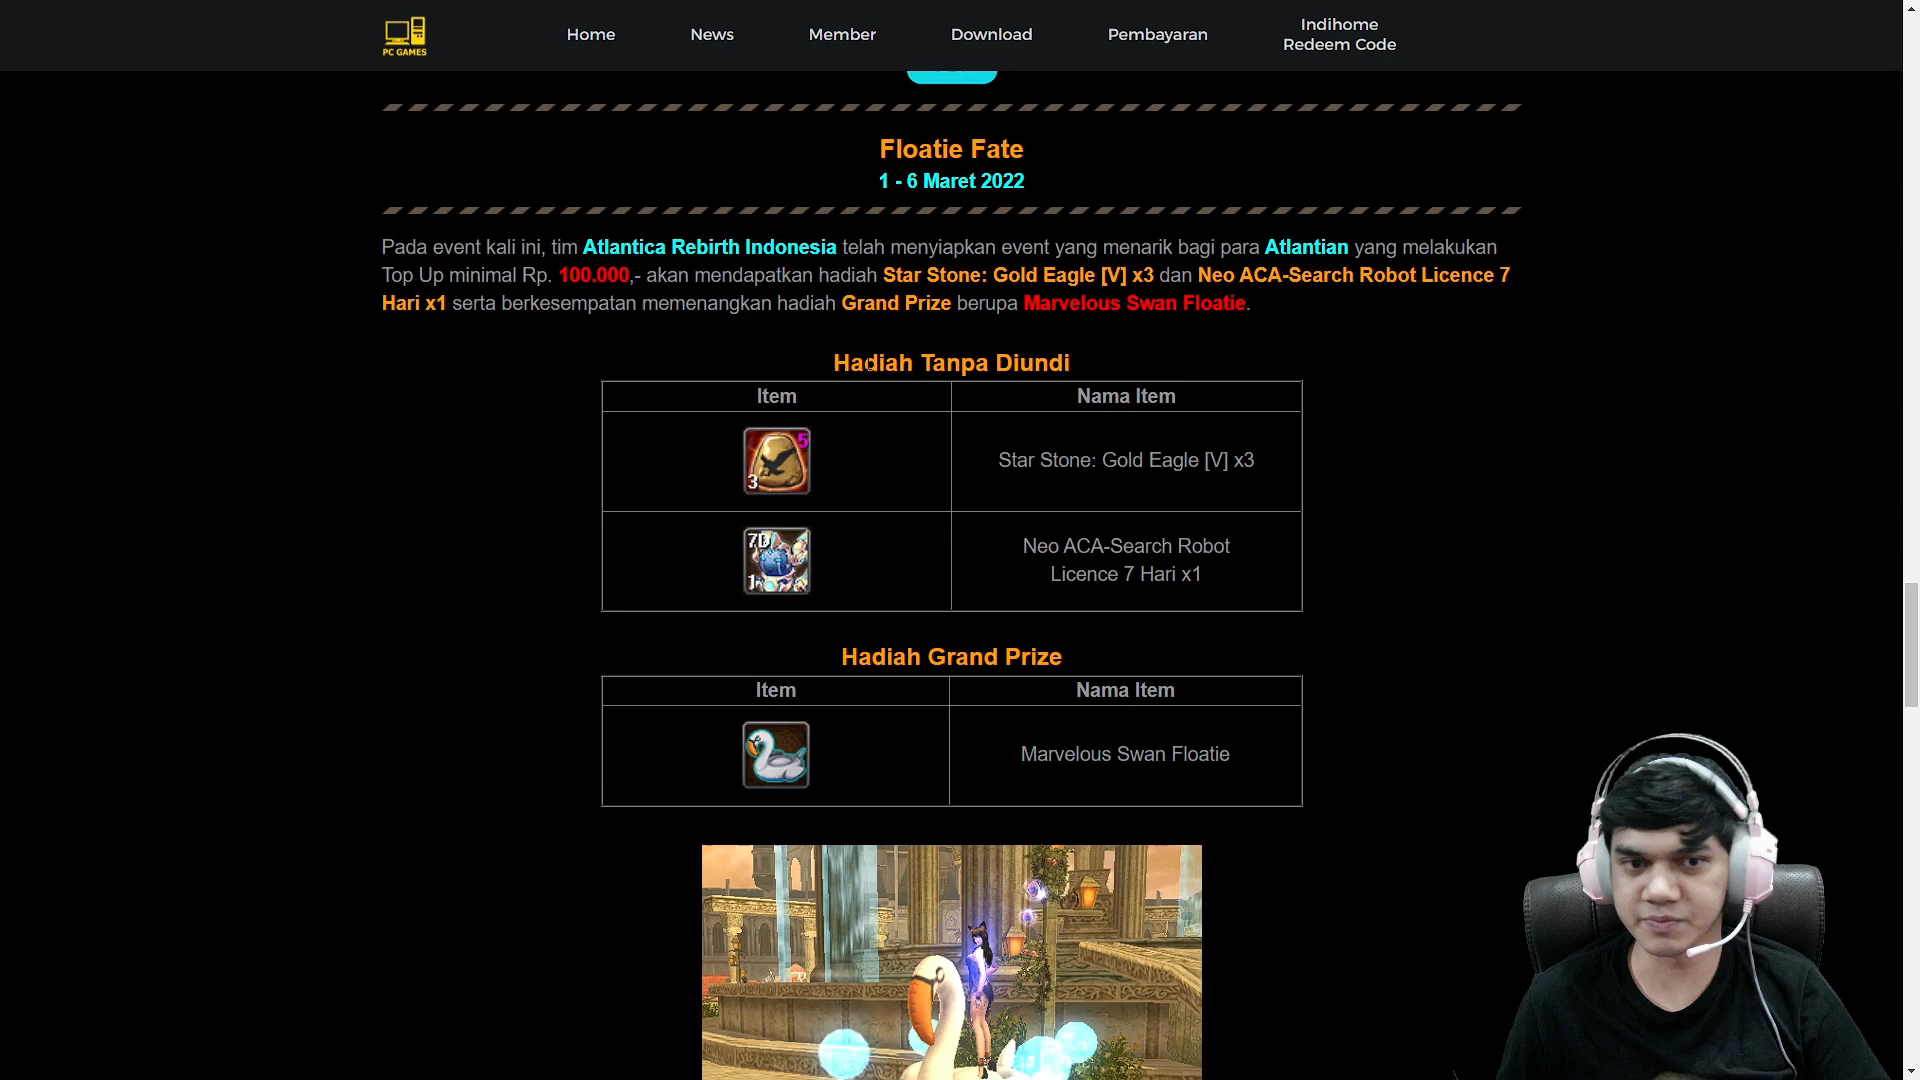 PC GAMES
Home
News
Member
Download
Pembayaran
Indihome
Redeem Code
Floatie Fate
1 - 6 Maret 2022
Pada event kali ini, tim Atlantica Rebirth Indonesia telah menyiapkan event yang menarik bagi para Atlantian yang melakukan
Top Up minimal Rp. 100.000,- akan mendapatkan hadiah Star Stone: Gold Eagle [V] x3 dan Neo ACA-Search Robot Licence 7
Hari x1 serta berkesempatan memenangkan hadiah Grand Prize berupa Marvelous Swan Floatie.
Hadiah Tanpa Diundi
Item
Nama Item
5
3
Star Stone: Gold Eagle [V] x3
7D
1
Neo ACA-Search Robot
Licence 7 Hari x1
Hadiah Grand Prize
Item
Nama Item
Marvelous Swan Floatie